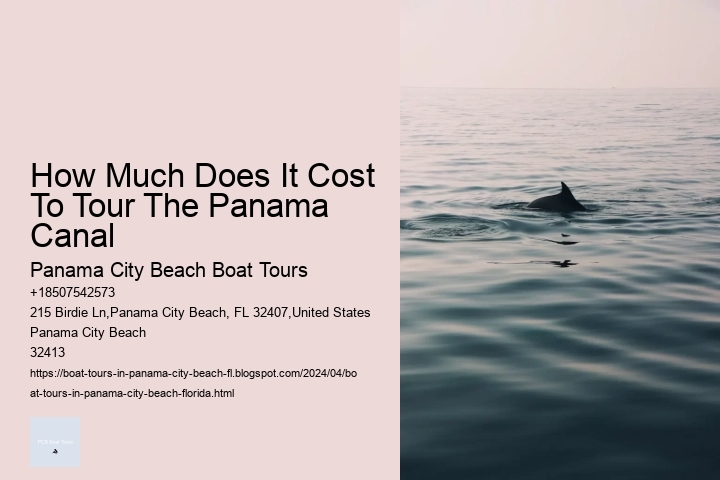 How Much Does It Cost
To Tour The Panama
Canal
Panama City Beach Boat Tours
+18507542573
215 Birdie Ln,Panama City Beach, FL 32407,United States
Panama City Beach
32413
https://boat-tours-in-panama-city-beach-fl.blogspot.com/2024/04/bo
at-tours-in-panama-city-beach-florida.html